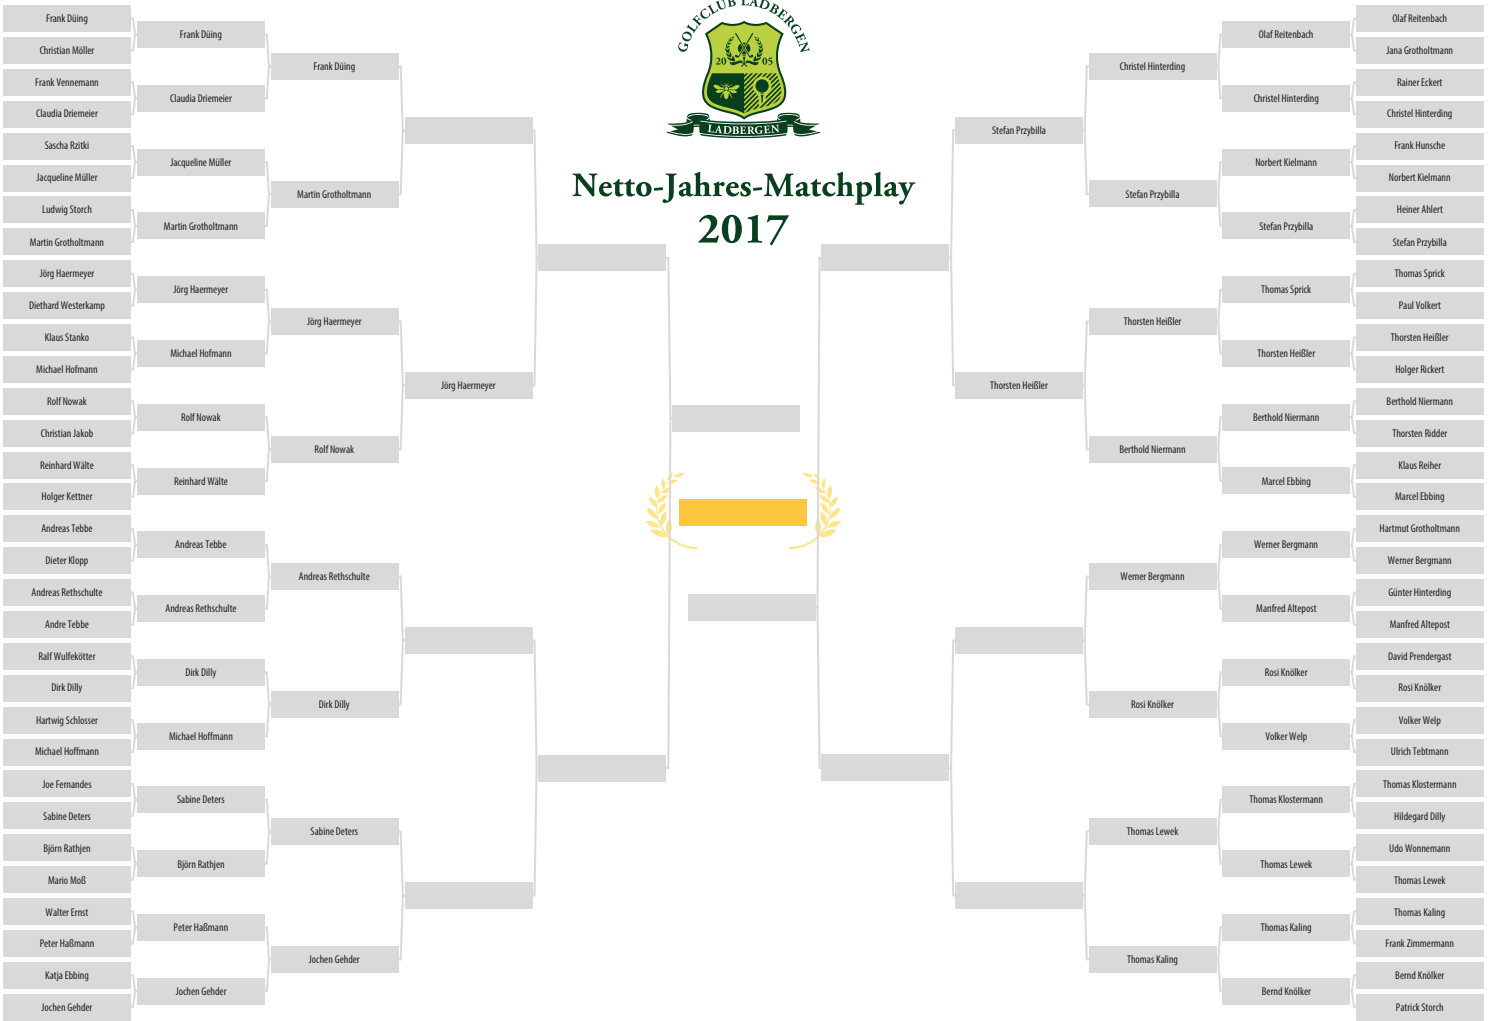 GOLFCLUB LADBERGEN
20 05
LADBERGEN
Netto-Jahres-Matchplay
2017
Frank Düing
Christian Möller
Frank Vennemann
Claudia Driemeier
Sascha Rzitki
Jacqueline Müller
Ludwig Storch
Martin Grotholtmann
Jörg Haermeyer
Diethard Westerkamp
Klaus Stanko
Michael Hofmann
Rolf Nowak
Christian Jakob
Reinhard Wälte
Holger Kettner
Andreas Tebbe
Dieter Klopp
Andreas Rethschulte
Andre Tebbe
Ralf Wulfekötter
Dirk Dilly
Hartwig Schlosser
Michael Hoffmann
Joe Fernandes
Sabine Deters
Björn Rathjen
Mario Moß
Walter Ernst
Peter Haßmann
Katja Ebbing
Jochen Gehder
Frank Düing
Claudia Driemeier
Jacqueline Müller
Martin Grotholtmann
Jörg Haermeyer
Michael Hofmann
Rolf Nowak
Reinhard Wälte
Andreas Tebbe
Andreas Rethschulte
Dirk Dilly
Michael Hoffmann
Sabine Deters
Björn Rathjen
Peter Haßmann
Jochen Gehder
Frank Düing
Martin Grotholtmann
Jörg Haermeyer
Rolf Nowak
Andreas Rethschulte
Dirk Dilly
Sabine Deters
Jochen Gehder
Jörg Haermeyer
Stefan Przybilla
Thorsten Heißler
Christel Hinterding
Stefan Przybilla
Thorsten Heißler
Berthold Niermann
Werner Bergmann
Rosi Knölker
Thomas Lewek
Thomas Kaling
Olaf Reitenbach
Christel Hinterding
Norbert Kielmann
Stefan Przybilla
Thomas Sprick
Thorsten Heißler
Berthold Niermann
Marcel Ebbing
Werner Bergmann
Manfred Altepost
Rosi Knölker
Volker Welp
Thomas Klostermann
Thomas Lewek
Thomas Kaling
Bernd Knölker
Olaf Reitenbach
Jana Grotholtmann
Rainer Eckert
Christel Hinterding
Frank Hunsche
Norbert Kielmann
Heiner Ahlert
Stefan Przybilla
Thomas Sprick
Paul Volkert
Thorsten Heißler
Holger Rickert
Berthold Niermann
Thorsten Ridder
Klaus Reiher
Marcel Ebbing
Hartmut Grotholtmann
Werner Bergmann
Günter Hinterding
Manfred Altepost
David Prendergast
Rosi Knölker
Volker Welp
Ulrich Tebtmann
Thomas Klostermann
Hildegard Dilly
Udo Wonnemann
Thomas Lewek
Thomas Kaling
Frank Zimmermann
Bernd Knölker
Patrick Storch